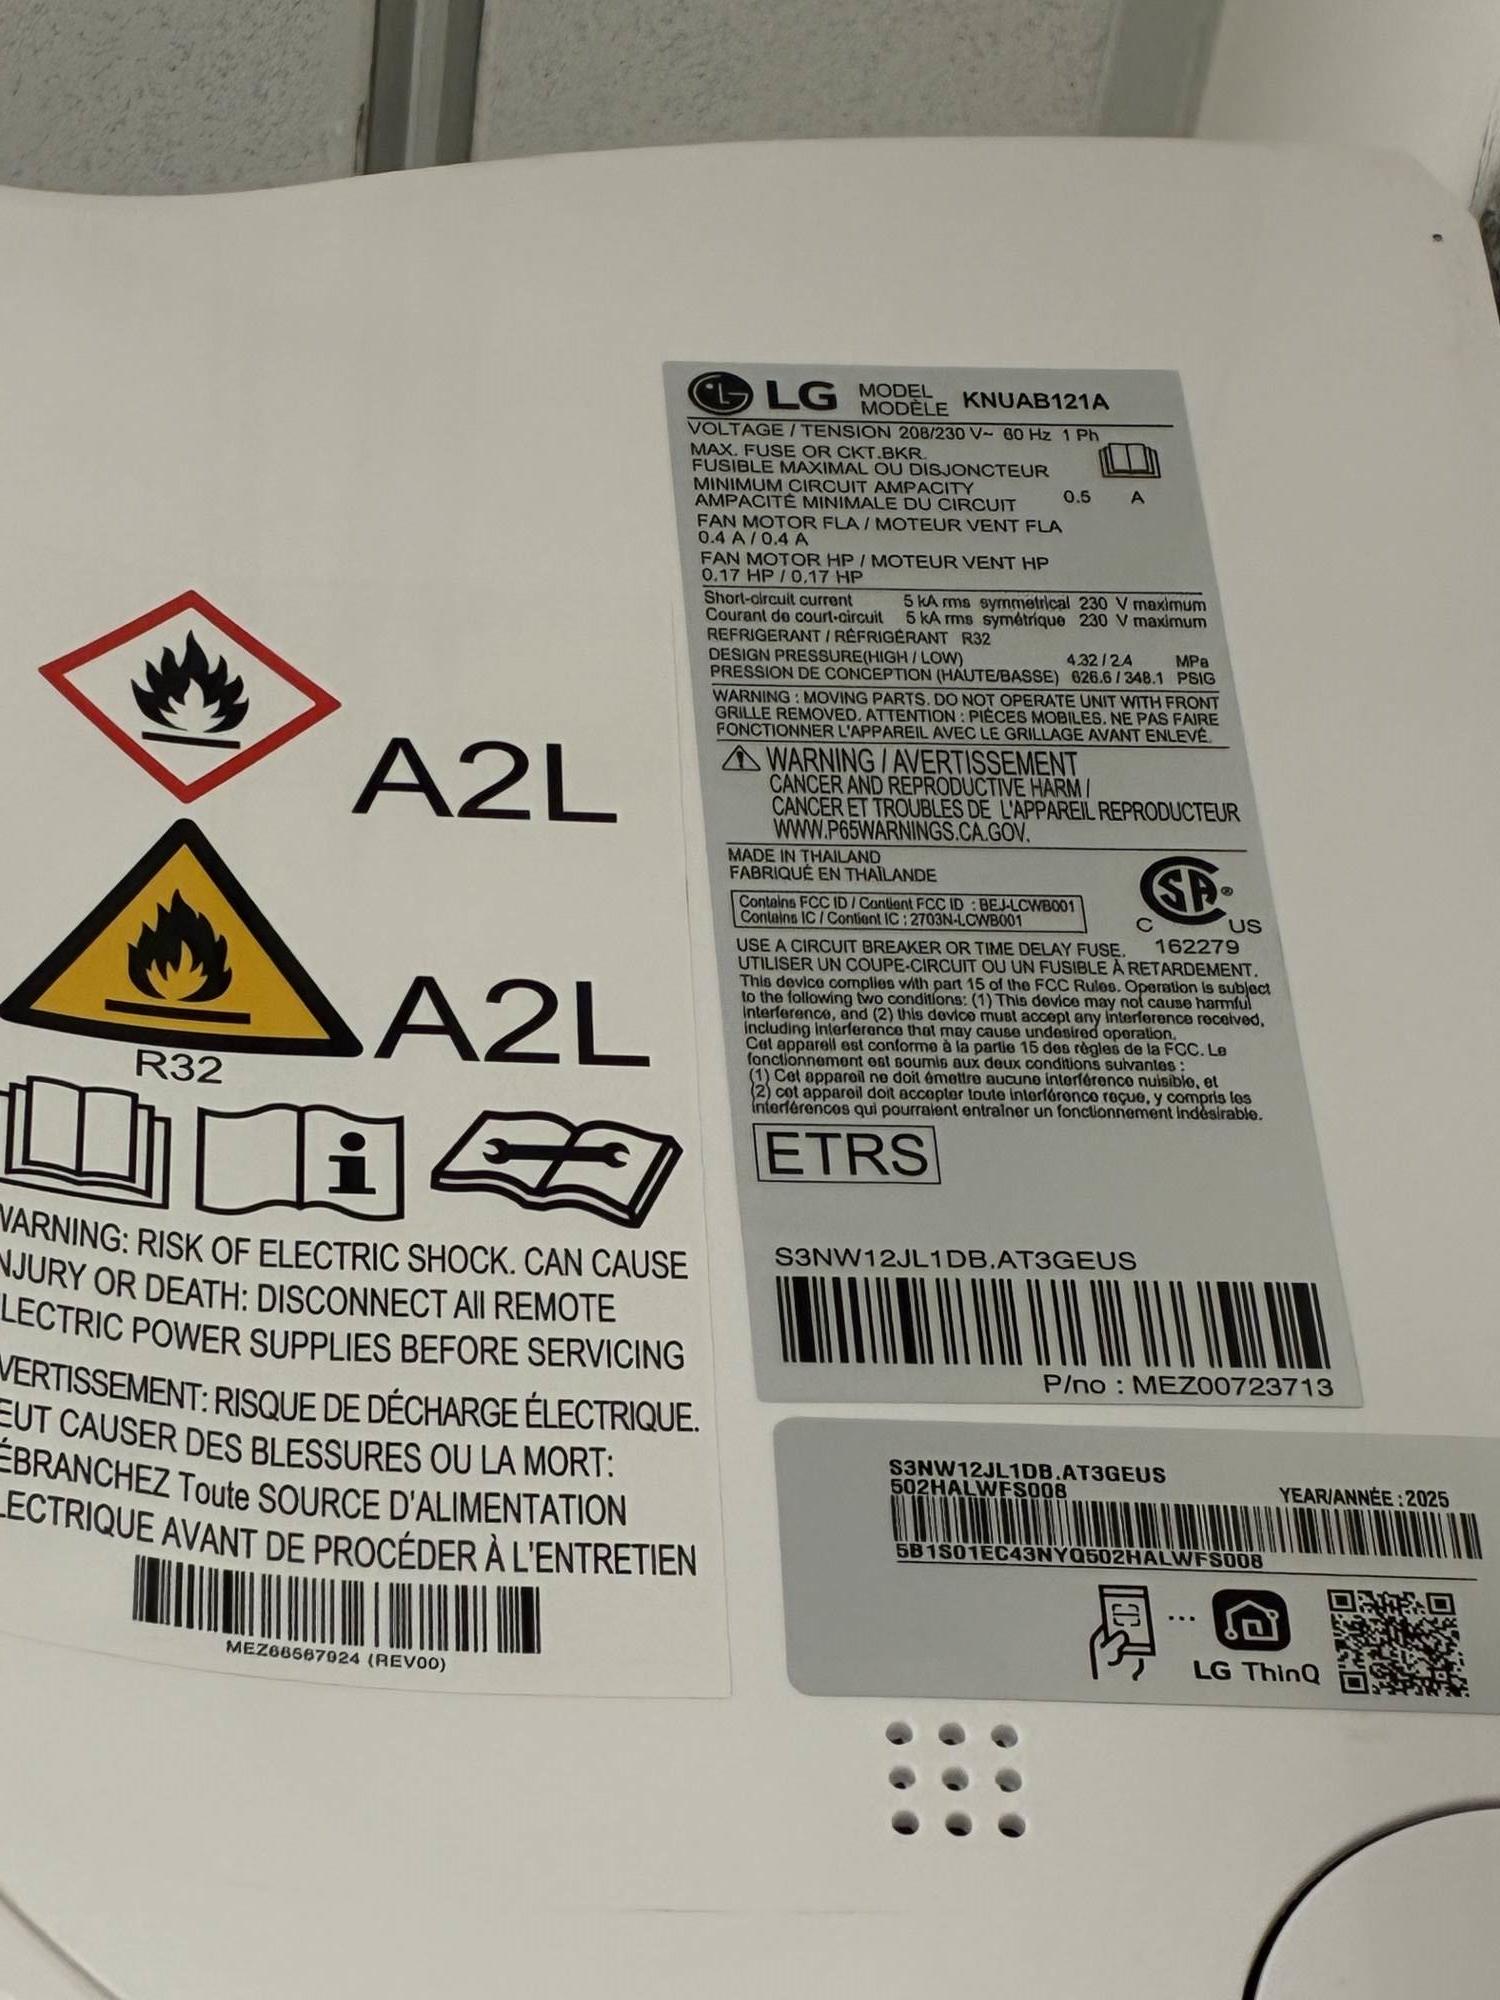 LG MODEL MODÈLE KNUAB121A
VOLTAGE / TENSION 208/230 V~ 60 Hz 1 Ph
MAX. FUSE OR CKT.BKR.
FUSIBLE MAXIMAL OU DISJONCTEUR
MINIMUM CIRCUIT AMPACITY
AMPACITÉ MINIMALE DU CIRCUIT 0.5 A
FAN MOTOR FLA / MOTEUR VENT FLA
0.4 A / 0.4 A
FAN MOTOR HP / MOTEUR VENT HP
0.17 HP / 0.17 HP
Short-circuit current 5 kA rms symmetrical 230 V maximum
Courant de court-circuit 5 kA rms symétrique 230 V maximum
REFRIGERANT / RÉFRIGÉRANT R32
DESIGN PRESSURE(HIGH / LOW) 4.32 / 2.4 MPa
PRESSION DE CONCEPTION (HAUTE/BASSE) 626.6 / 348.1 PSIG
WARNING : MOVING PARTS. DO NOT OPERATE UNIT WITH FRONT
GRILLE REMOVED. ATTENTION : PIÈCES MOBILES. NE PAS FAIRE
FONCTIONNER L'APPAREIL AVEC LE GRILLAGE AVANT ENLEVÉ.
WARNING / AVERTISSEMENT
CANCER AND REPRODUCTIVE HARM /
CANCER ET TROUBLES DE L'APPAREIL REPRODUCTEUR
WWW.P65WARNINGS.CA.GOV.
MADE IN THAILAND
FABRIQUÉ EN THAÏLANDE
Contains FCC ID / Contient FCC ID : BEJ-LCWB001
Contains IC / Contient IC : 2703N-LCWB001
SA®
C US
162279
USE A CIRCUIT BREAKER OR TIME DELAY FUSE.
UTILISER UN COUPE-CIRCUIT OU UN FUSIBLE À RETARDEMENT.
This device complies with part 15 of the FCC Rules. Operation is subject
to the following two conditions: (1) This device may not cause harmful
interference, and (2) this device must accept any interference received,
including interference that may cause undesired operation.
Cet appareil est conforme à la partie 15 des règles de la FCC. Le
fonctionnement est soumis aux deux conditions suivantes :
(1) Cet appareil ne doit émettre aucune interférence nuisible, et
(2) cet appareil doit accepter toute interférence reçue, y compris les
interférences qui pourraient entraîner un fonctionnement indésirable.
ETRS
S3NW12JL1DB.AT3GEUS
P/no : MEZ00723713
S3NW12JL1DB.AT3GEUS
502HALWFS008
YEAR/ANNÉE : 2025
5B1S01EC43NYQ502HALWFS008
LG ThinQ
A2L
A2L
R32
WARNING: RISK OF ELECTRIC SHOCK. CAN CAUSE
NJURY OR DEATH: DISCONNECT All REMOTE
LECTRIC POWER SUPPLIES BEFORE SERVICING
VERTISSEMENT: RISQUE DE DÉCHARGE ÉLECTRIQUE.
EUT CAUSER DES BLESSURES OU LA MORT:
ÉBRANCHEZ Toute SOURCE D'ALIMENTATION
LECTRIQUE AVANT DE PROCÉDER À L'ENTRETIEN
MEZ66567924 (REV00)